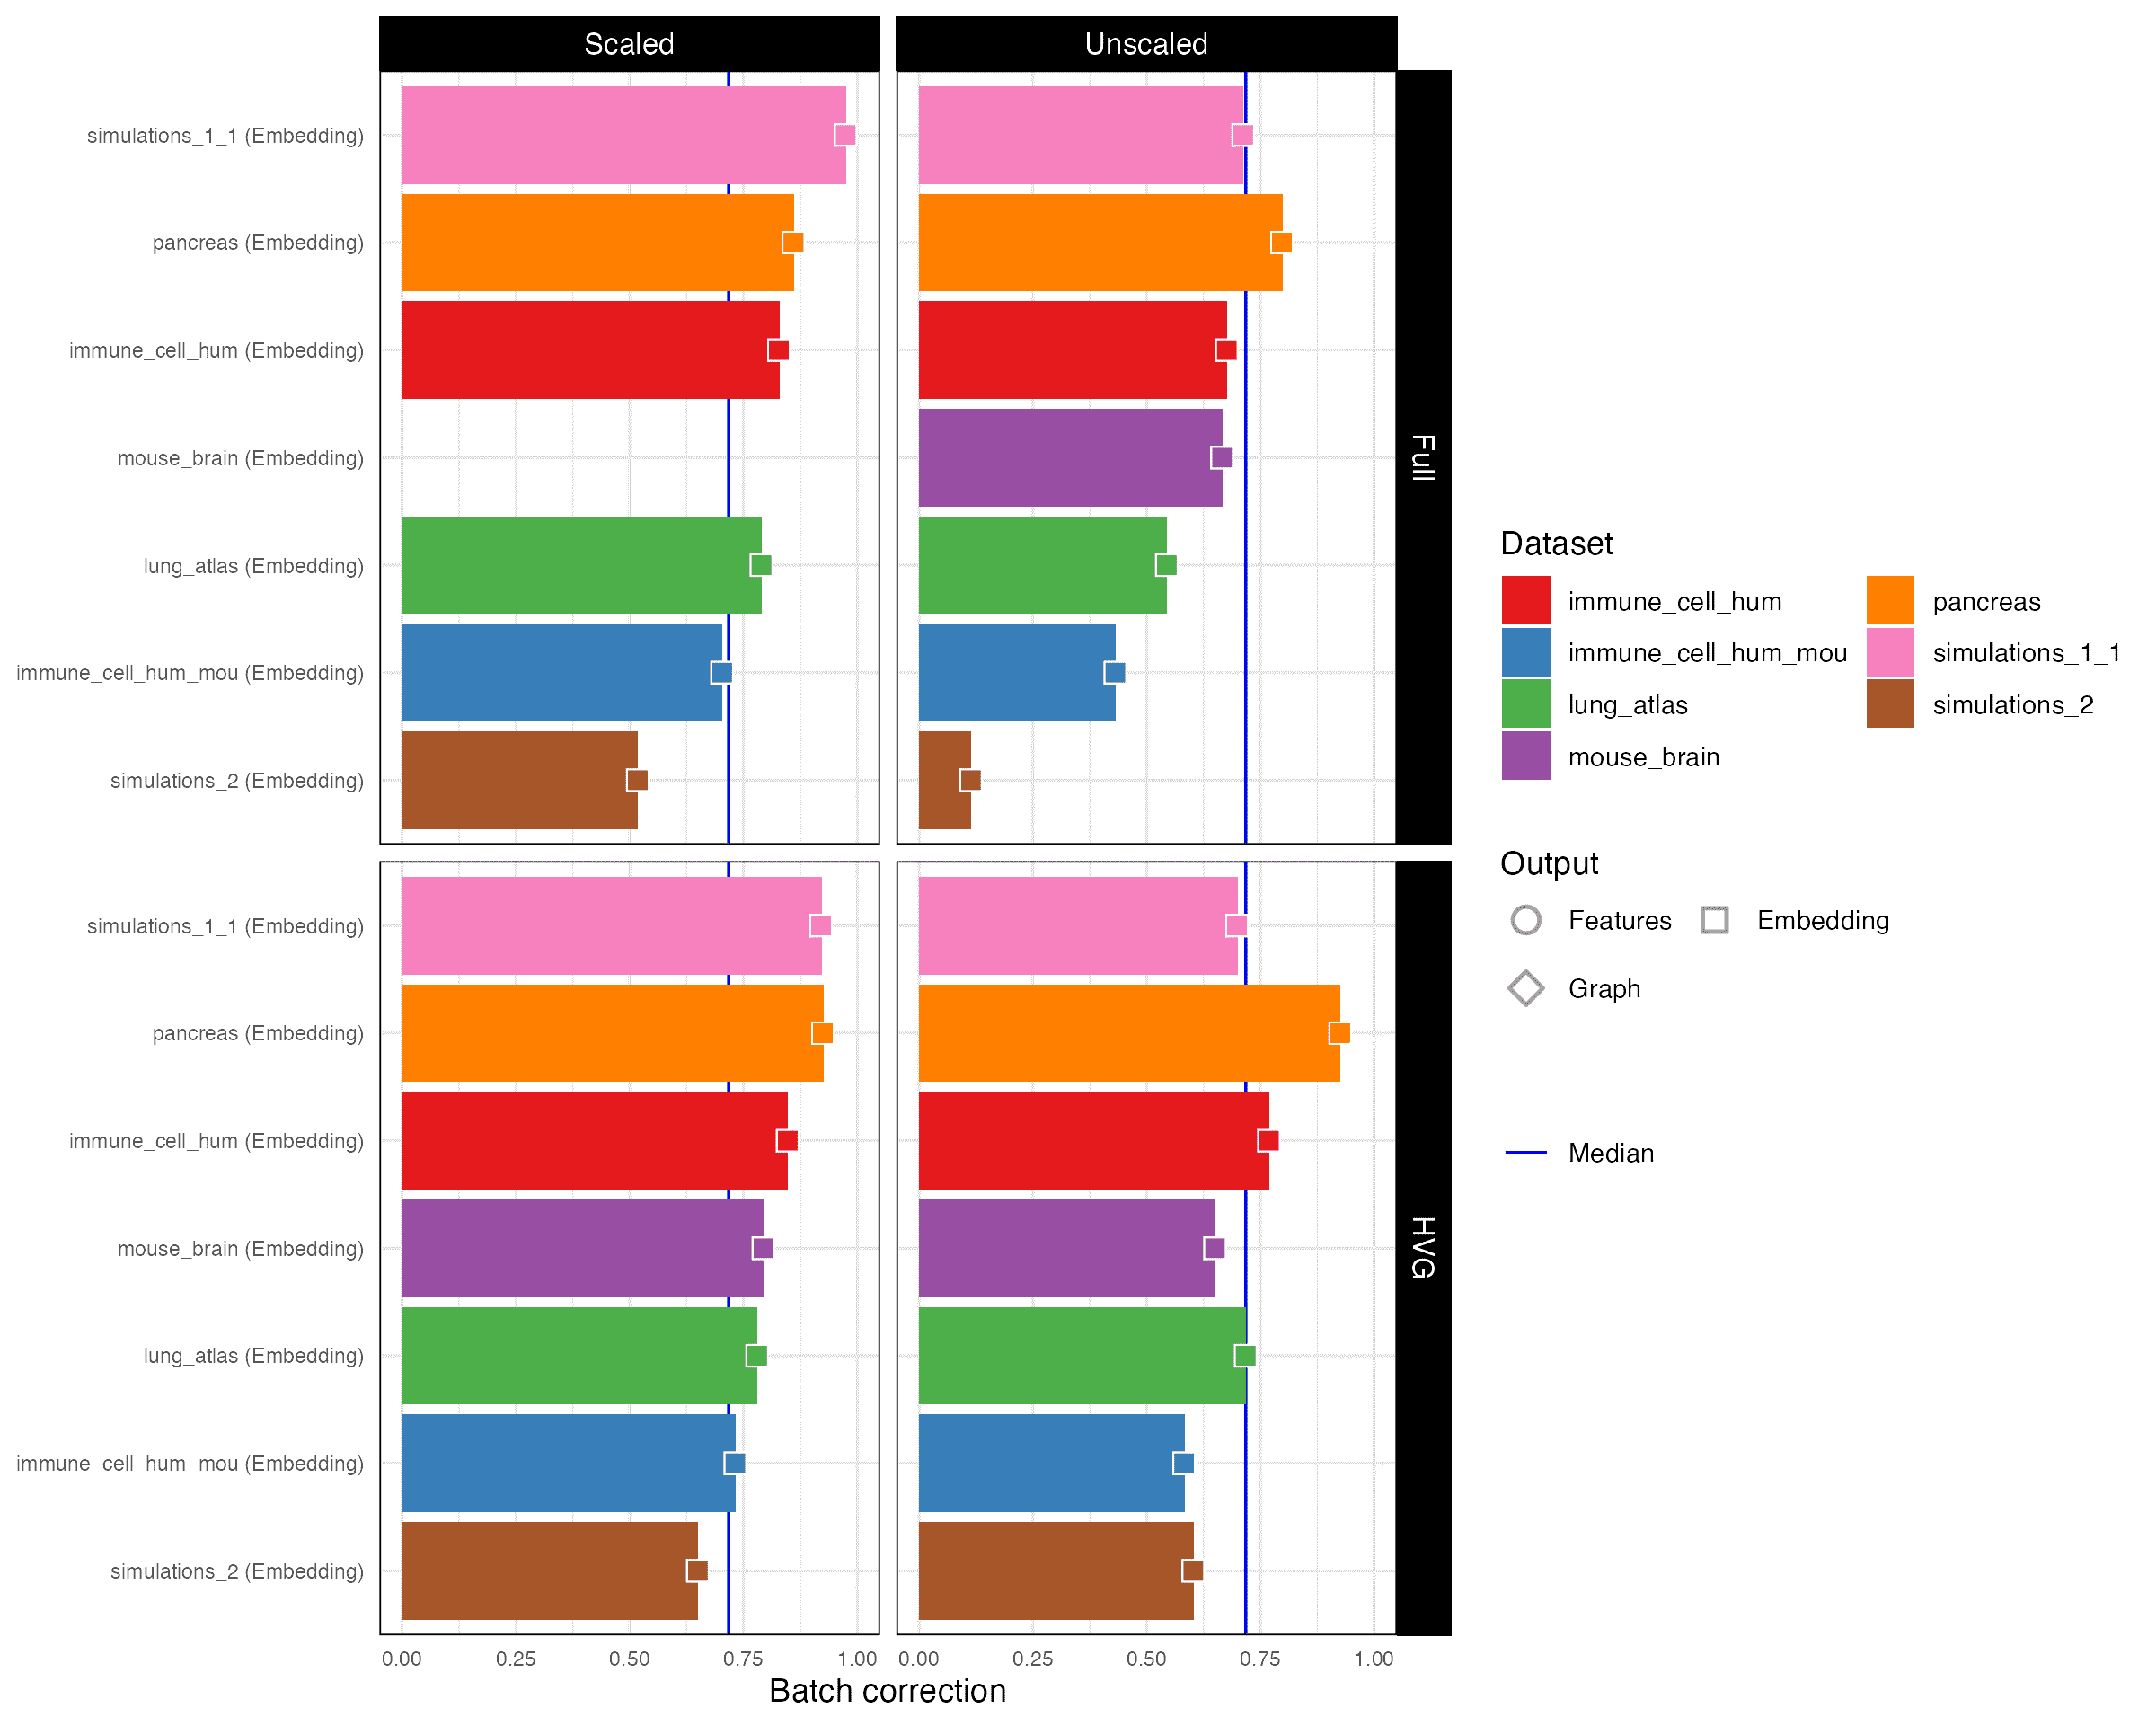 Scaled
Unscaled
simulations_1_1 (Embedding)
pancreas (Embedding)
immune_cell_hum (Embedding)
mouse_brain (Embedding)
lung_atlas (Embedding)
immune_cell_hum_mou (Embedding)
simulations_2 (Embedding)
Full
simulations_1_1 (Embedding)
pancreas (Embedding)
immune_cell_hum (Embedding)
mouse_brain (Embedding)
lung_atlas (Embedding)
immune_cell_hum_mou (Embedding)
simulations_2 (Embedding)
HVG
0.00 0.25 0.50 0.75 1.00
0.00 0.25 0.50 0.75 1.00
Batch correction
Dataset
immune_cell_hum
immune_cell_hum_mou
lung_atlas
mouse_brain
pancreas
simulations_1_1
simulations_2
Output
Features
Embedding
Graph
Median